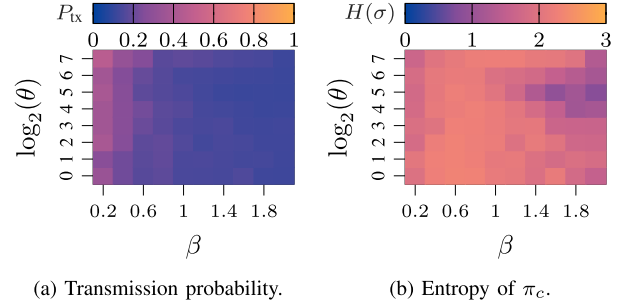 P_tx
0 0.2 0.4 0.6 0.8 1
log_2(θ)
7
6
5
4
3
2
1
0
0.2 0.6 1 1.4 1.8
β
(a) Transmission probability.
H(σ)
0 1 2 3
log_2(θ)
7
6
5
4
3
2
1
0
0.2 0.6 1 1.4 1.8
β
(b) Entropy of π_c.